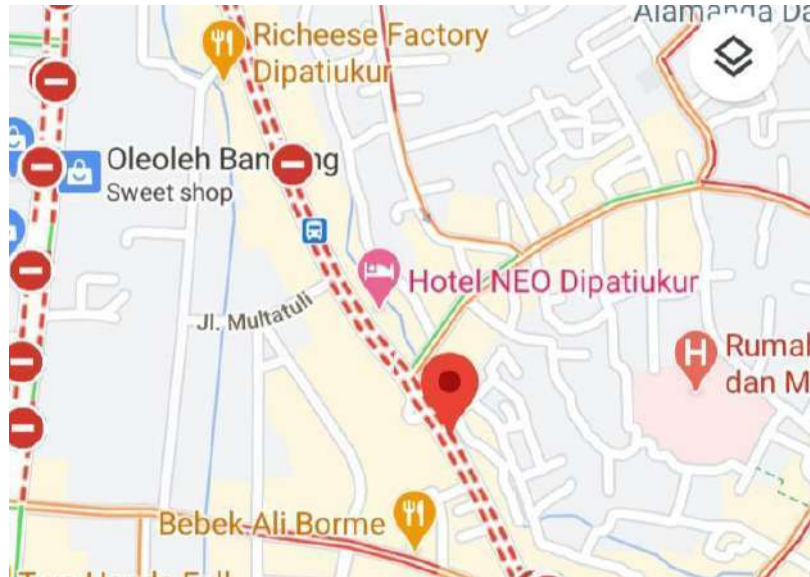 Alamanda Da
Richeese Factory
Dipatiukur
Oleoleh Ban ng
Sweet shop
Hotel NEO Dipatiukur
Jl. Multatuli
H
Rumal
dan M
Bebek Ali Borme